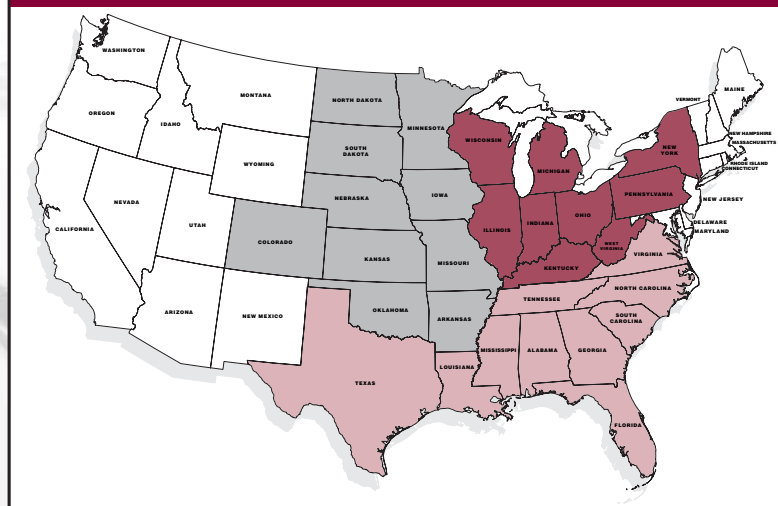 WASHINGTON
MONTANA
NORTH DAKOTA
MINNESOTA
MAINE
VERMONT
OREGON
IDAHO
WYOMING
SOUTH
DAKOTA
WISCONSIN
MICHIGAN
NEW
YORK
NEW HAMPSHIRE
MASSACHUSETTS
RHODE ISLAND
CONNECTICUT
NEVADA
UTAH
NEBRASKA
IOWA
PENNSYLVANIA
NEW JERSEY
CALIFORNIA
COLORADO
KANSAS
MISSOURI
ILLINOIS
INDIANA
OHIO
WEST
VIRGINIA
VIRGINIA
DELAWARE
MARYLAND
KENTUCKY
ARIZONA
NEW MEXICO
OKLAHOMA
ARKANSAS
TENNESSEE
NORTH CAROLINA
SOUTH
CAROLINA
TEXAS
LOUISIANA
MISSISSIPPI
ALABAMA
GEORGIA
FLORIDA